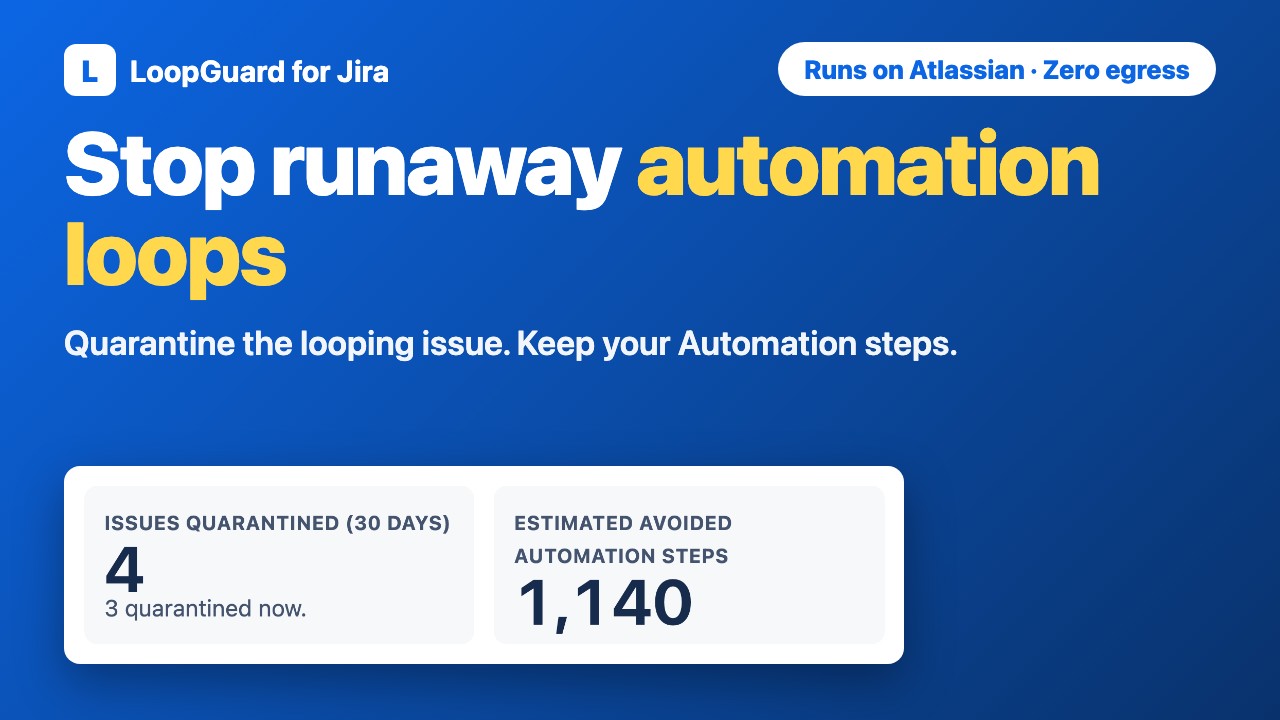 L LoopGuard for Jira
Runs on Atlassian · Zero egress
Stop runaway automation
loops
Quarantine the looping issue. Keep your Automation steps.
ISSUES QUARANTINED (30 DAYS)
4
3 quarantined now.
ESTIMATED AVOIDED
AUTOMATION STEPS
1,140